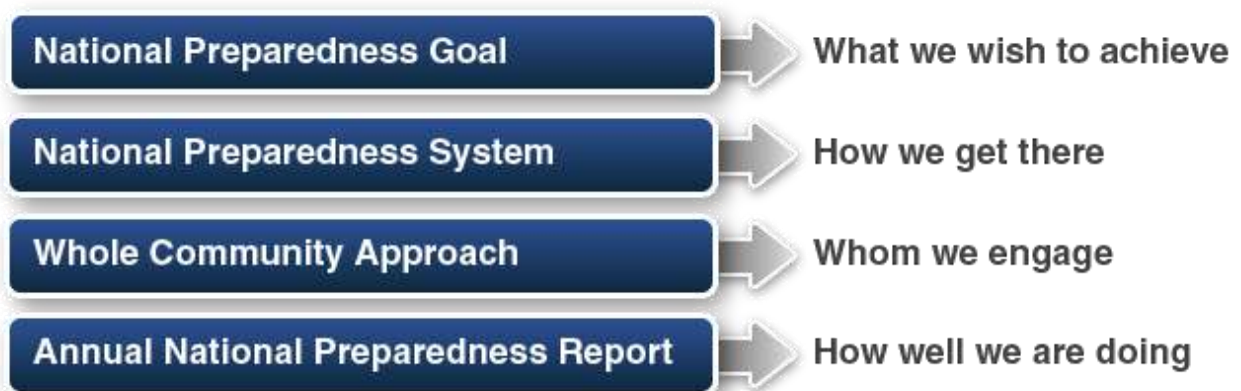 National Preparedness Goal
What we wish to achieve
National Preparedness System
How we get there
Whole Community Approach
Whom we engage
Annual National Preparedness Report
How well we are doing